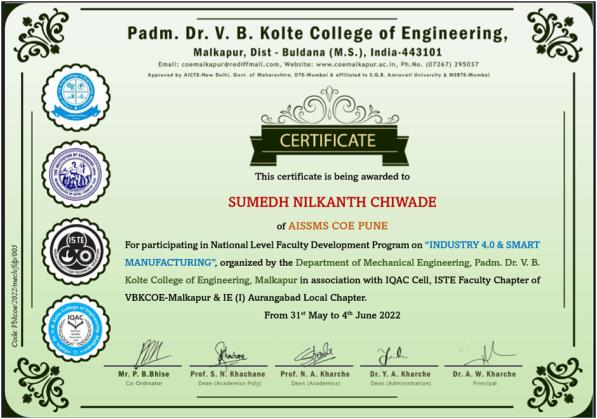 Padm. Dr. V. B. Kolte College of Engineering,
Malkapur, Dist - Buldana (M.S.), India-443101
Email: coemalkapur@rediffmail.com, Website: www.coemalkapur.ac.in, Ph.No. (07267) 295037
Approved by AICTE-New Delhi, Govt. of Maharashtra, DTE-Mumbai & affiliated to S.G.B. Amravati University & MSBTE-Mumbai
CERTIFICATE
This certificate is being awarded to
SUMEDH NILKANTH CHIWADE
of AISSMS COE PUNE
For participating in National Level Faculty Development Program on "INDUSTRY 4.0 & SMART
MANUFACTURING", organized by the Department of Mechanical Engineering, Padm. Dr. V. B.
Kolte College of Engineering, Malkapur in association with IQAC Cell, ISTE Faculty Chapter of
VBKCOE-Malkapur & IE (I) Aurangabad Local Chapter.
From 31st May to 4th June 2022
ISTE
IQAC
Code: Vbkcoe/2022/mech/fdp/005
Mr. P. B.Bhise
Co-Ordinator
Prof. S. N. Khachane
Dean (Academics-Poly)
Prof. N. A. Kharche
Dean (Academics)
Dr. Y. A. Kharche
Dean (Administration)
Dr. A. W. Kharche
Principal